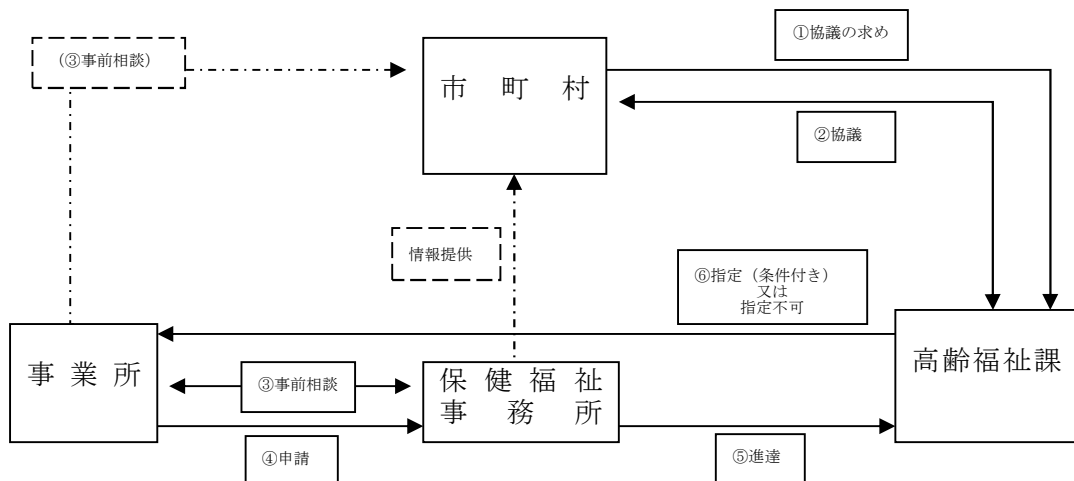 ①協議の求め
（③事前相談）
市町村
②協議
情報提供
⑥指定（条件付き）
又は
指定不可
事業所
③事前相談
保健福祉
事務所
高齢福祉課
④申請
⑤進達